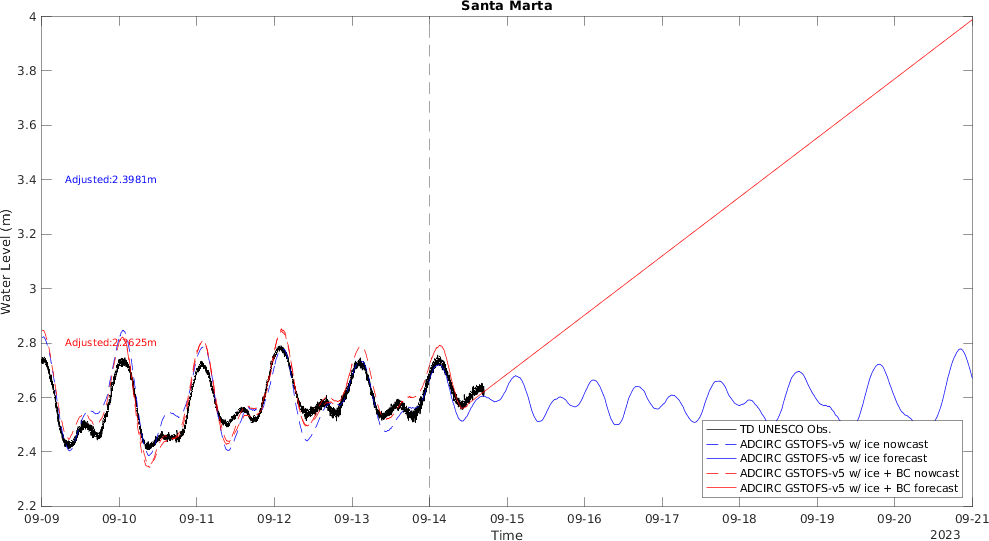 Santa Marta
4
3.8
3.6
3.4
3.2
3
2.8
2.6
2.4
2.2
Water Level (m)
Adjusted:2.3981m
Adjusted:2.2625m
TD UNESCO Obs.
ADCIRC GSTOFS-v5 w/ ice nowcast
ADCIRC GSTOFS-v5 w/ ice forecast
ADCIRC GSTOFS-v5 w/ ice + BC nowcast
ADCIRC GSTOFS-v5 w/ ice + BC forecast
09-09 09-10 09-11 09-12 09-13 09-14 09-15 09-16 09-17 09-18 09-19 09-20 09-21
Time
2023